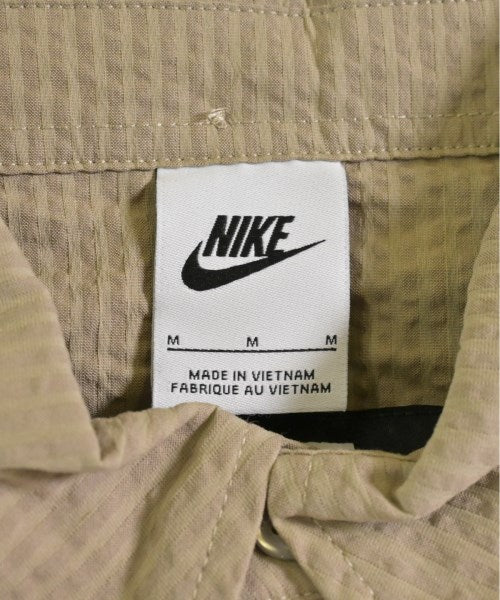 NIKE
M M M
MADE IN VIETNAM
FABRIQUE AU VIETNAM